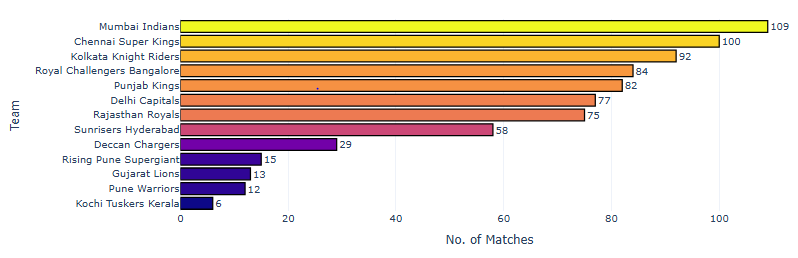 Mumbai Indians 109
Chennai Super Kings 100
Kolkata Knight Riders 92
Royal Challengers Bangalore 84
Punjab Kings 82
Delhi Capitals 77
Rajasthan Royals 75
Sunrisers Hyderabad 58
Deccan Chargers 29
Rising Pune Supergiant 15
Gujarat Lions 13
Pune Warriors 12
Kochi Tuskers Kerala 6
0 20 40 60 80 100
No. of Matches
Team